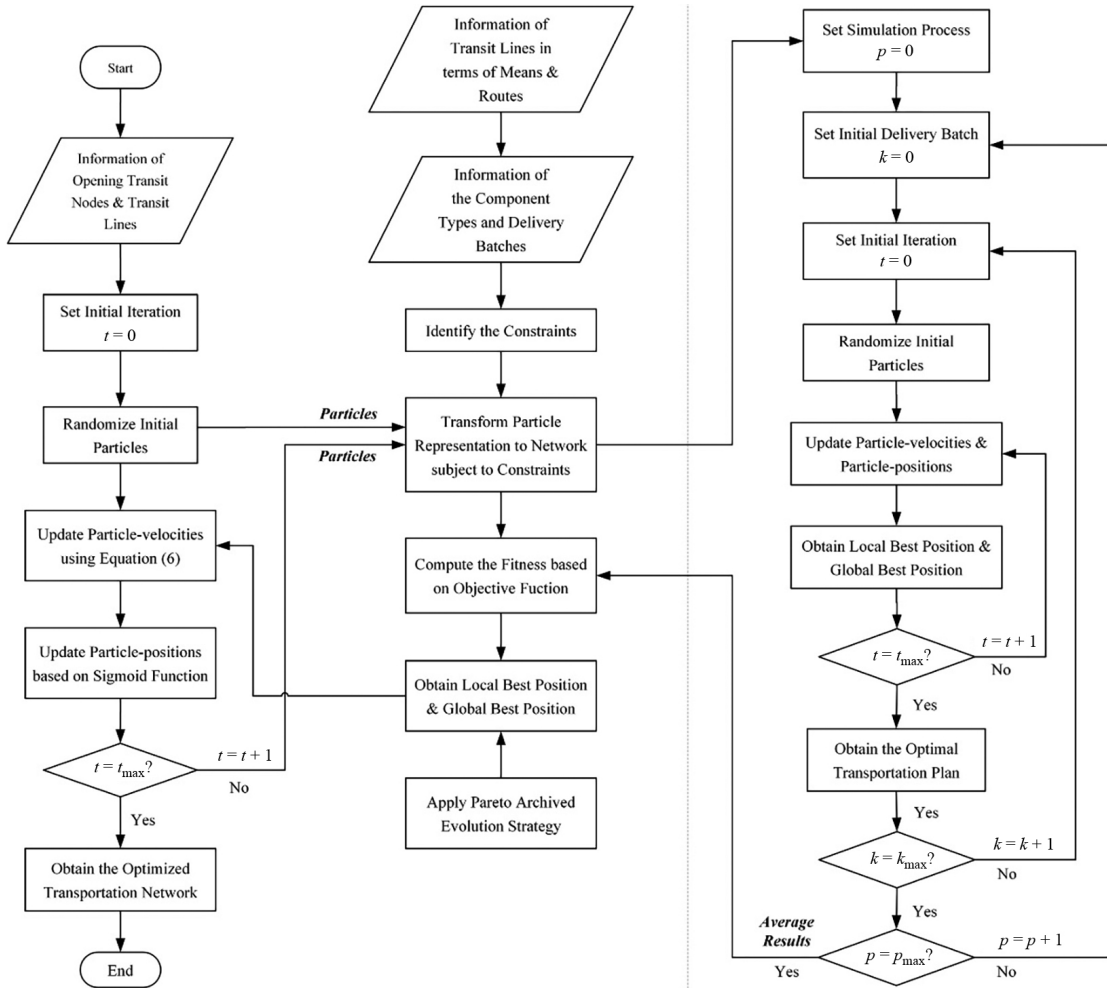 Start
Information of
Opening Transit
Nodes & Transit
Lines
Set Initial Iteration
t = 0
Randomize Initial
Particles
Update Particle-velocities
using Equation (6)
Update Particle-positions
based on Sigmoid Function
t = tmax?
t = t + 1
No
Yes
Obtain the Optimized
Transportation Network
End
Information of
Transit Lines in
terms of Means &
Routes
Information of
the Component
Types and Delivery
Batches
Identify the Constraints
Particles
Particles
Transform Particle
Representation to Network
subject to Constraints
Compute the Fitness based
on Objective Fuction
Obtain Local Best Position
& Global Best Position
Apply Pareto Archived
Evolution Strategy
Set Simulation Process
p = 0
Set Initial Delivery Batch
k = 0
Set Initial Iteration
t = 0
Randomize Initial
Particles
Update Particle-velocities &
Particle-positions
Obtain Local Best Position &
Global Best Position
t = tmax?
t = t + 1
No
Yes
Obtain the Optimal
Transportation Plan
Yes
k = kmax?
k = k + 1
No
Yes
Average
Results
Yes
p = pmax?
p = p + 1
No